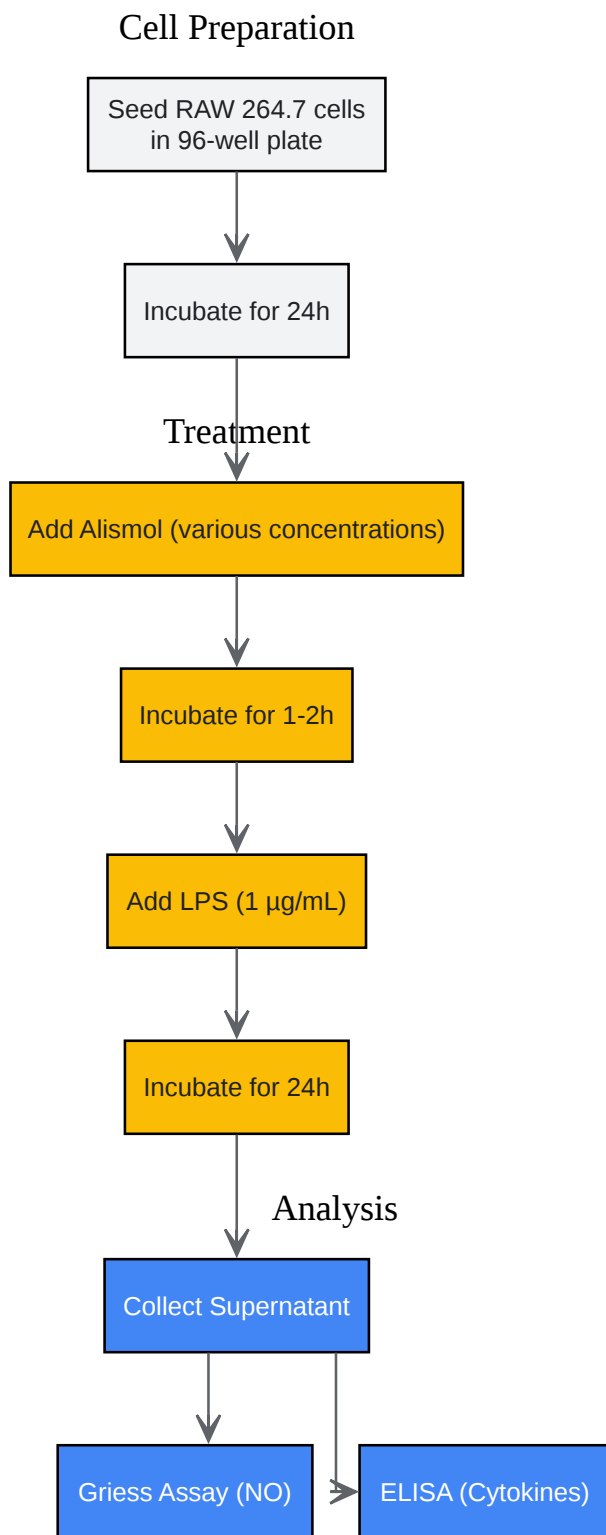 Cell Preparation
Seed RAW 264.7 cells
in 96-well plate
Incubate for 24h
Treatment
Add Alismol (various concentrations)
Incubate for 1-2h
Add LPS (1 µg/mL)
Incubate for 24h
Analysis
Collect Supernatant
Griess Assay (NO)
ELISA (Cytokines)